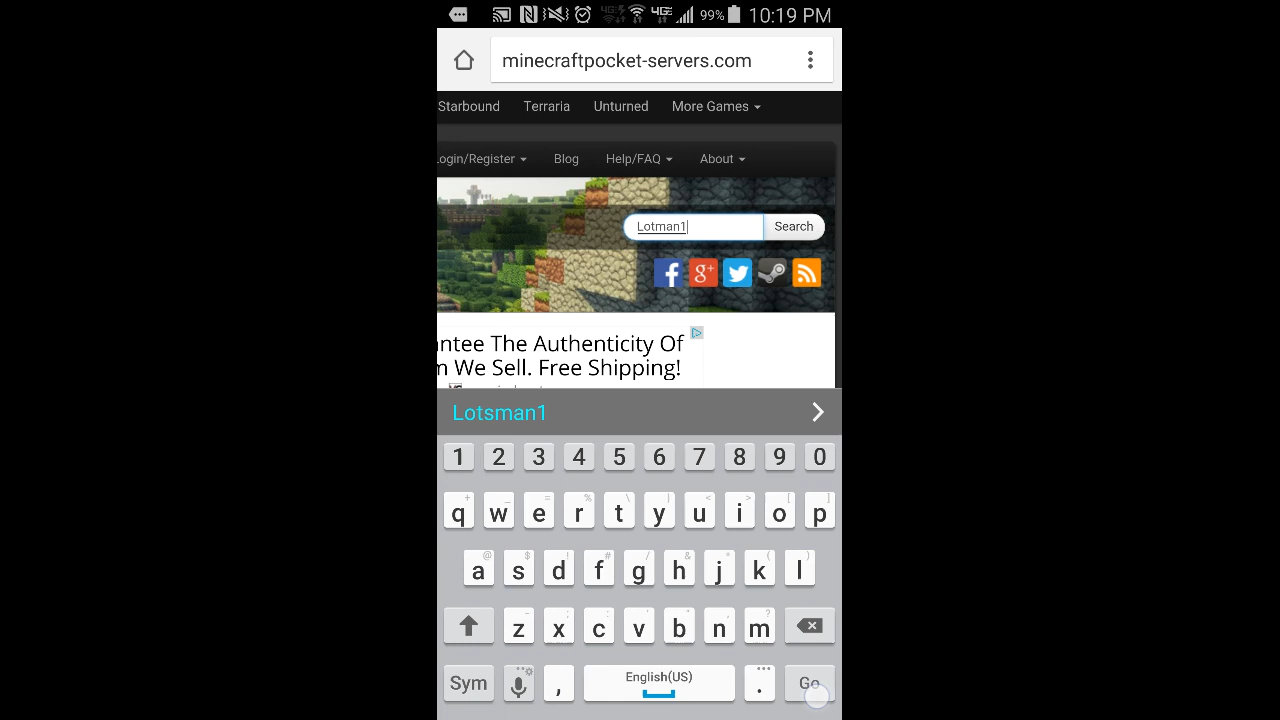 99% 10:19 PM
minecraftpocket-servers.com
Starbound Terraria Unturned More Games
ogin/Register Blog Help/FAQ About
Lotman1 Search
f g+
ntee The Authenticity Of
We Sell. Free Shipping!
Lotsman1
1 2 3 4 5 6 7 8 9 0
+ _ = % \ | < > [ ]
q w e r t y u i o p
@ $ ! # / & * ( )
a s d f g h j k l
z x c v b n m
Sym , English(US) . Go